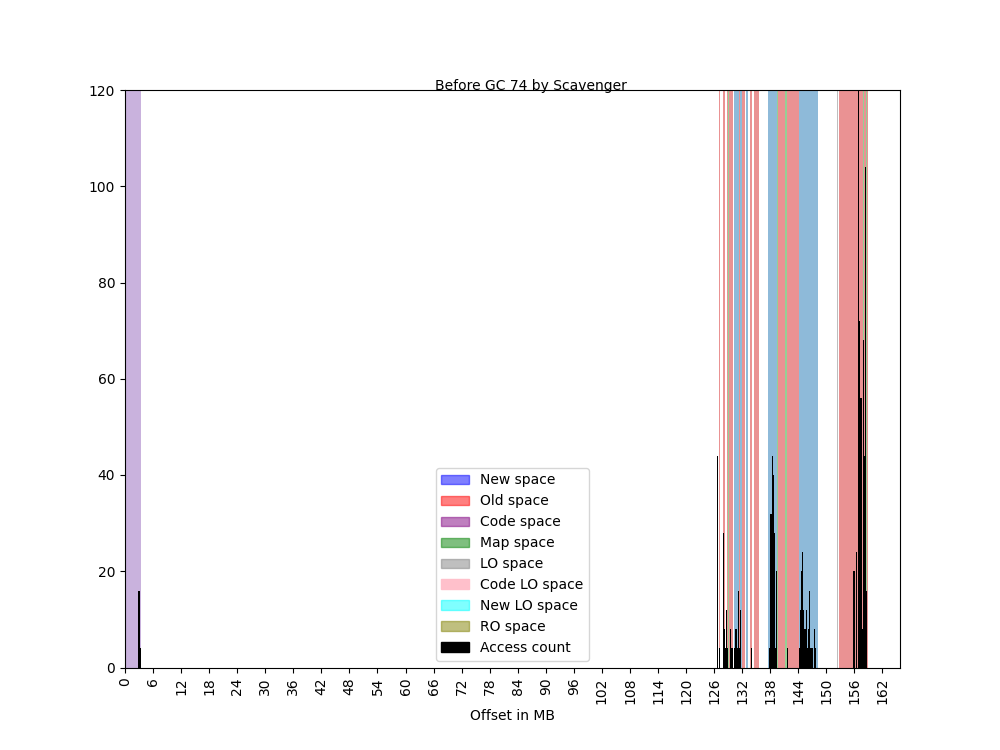 Before GC 74 by Scavenger
120
100
80
60
40
20
0
New space
Old space
Code space
Map space
LO space
Code LO space
New LO space
RO space
Access count
0 6 12 18 24 30 36 42 48 54 60 66 72 78 84 90 96 102 108 114 120 126 132 138 144 150 156 162
Offset in MB